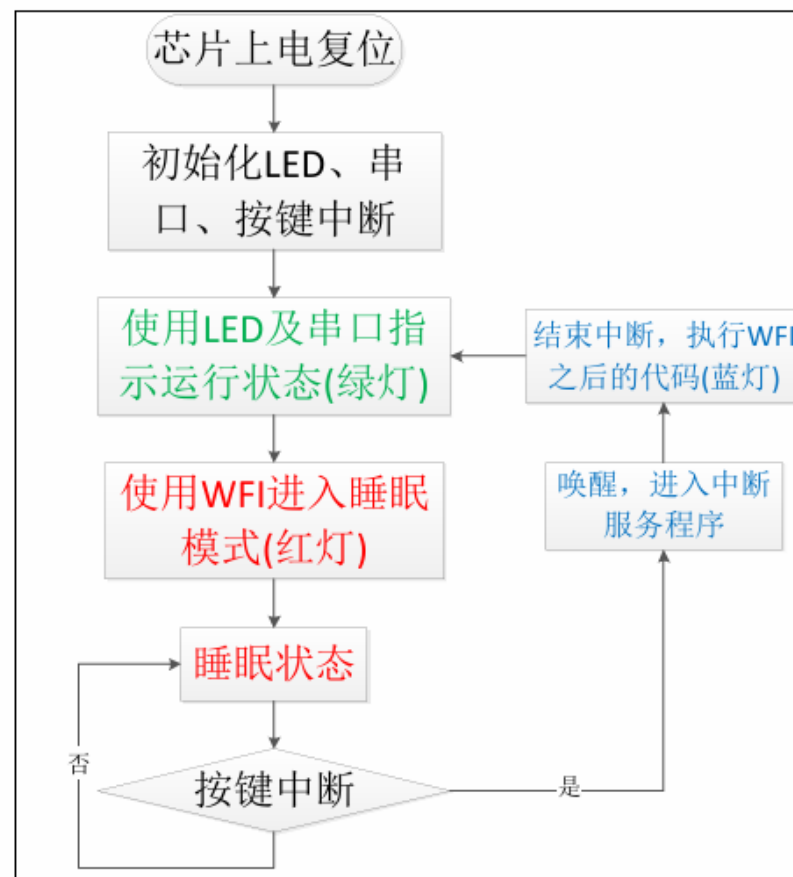 芯片上电复位
初始化LED、串
口、按键中断
使用LED及串口指
示运行状态(绿灯)
结束中断，执行WFI
之后的代码(蓝灯)
使用WFI进入睡眠
模式(红灯)
唤醒，进入中断
服务程序
睡眠状态
否
按键中断
是